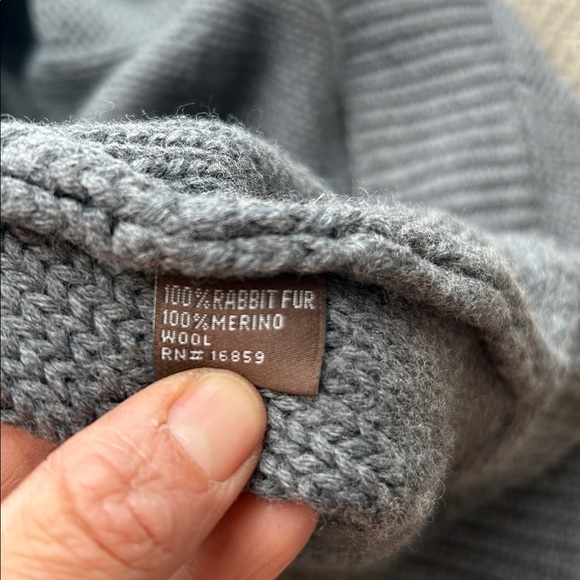 100%RABBIT FUR
100%MERINO
WOOL
RN# 16859